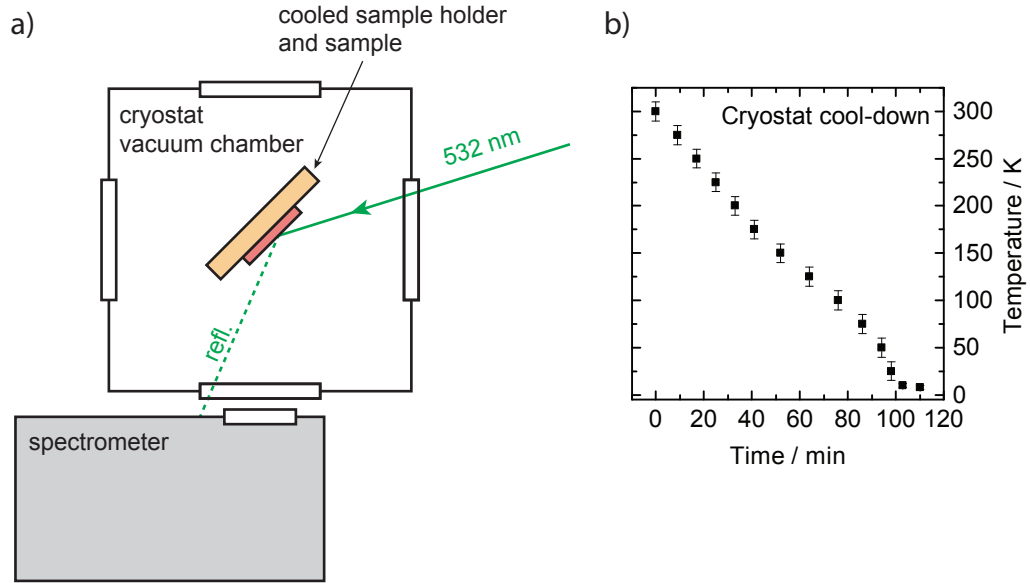 a)
cooled sample holder
and sample
cryostat
vacuum chamber
532 nm
refl.
spectrometer
b)
Cryostat cool-down
300
250
200
150
100
50
0
Temperature / K
0 20 40 60 80 100 120
Time / min